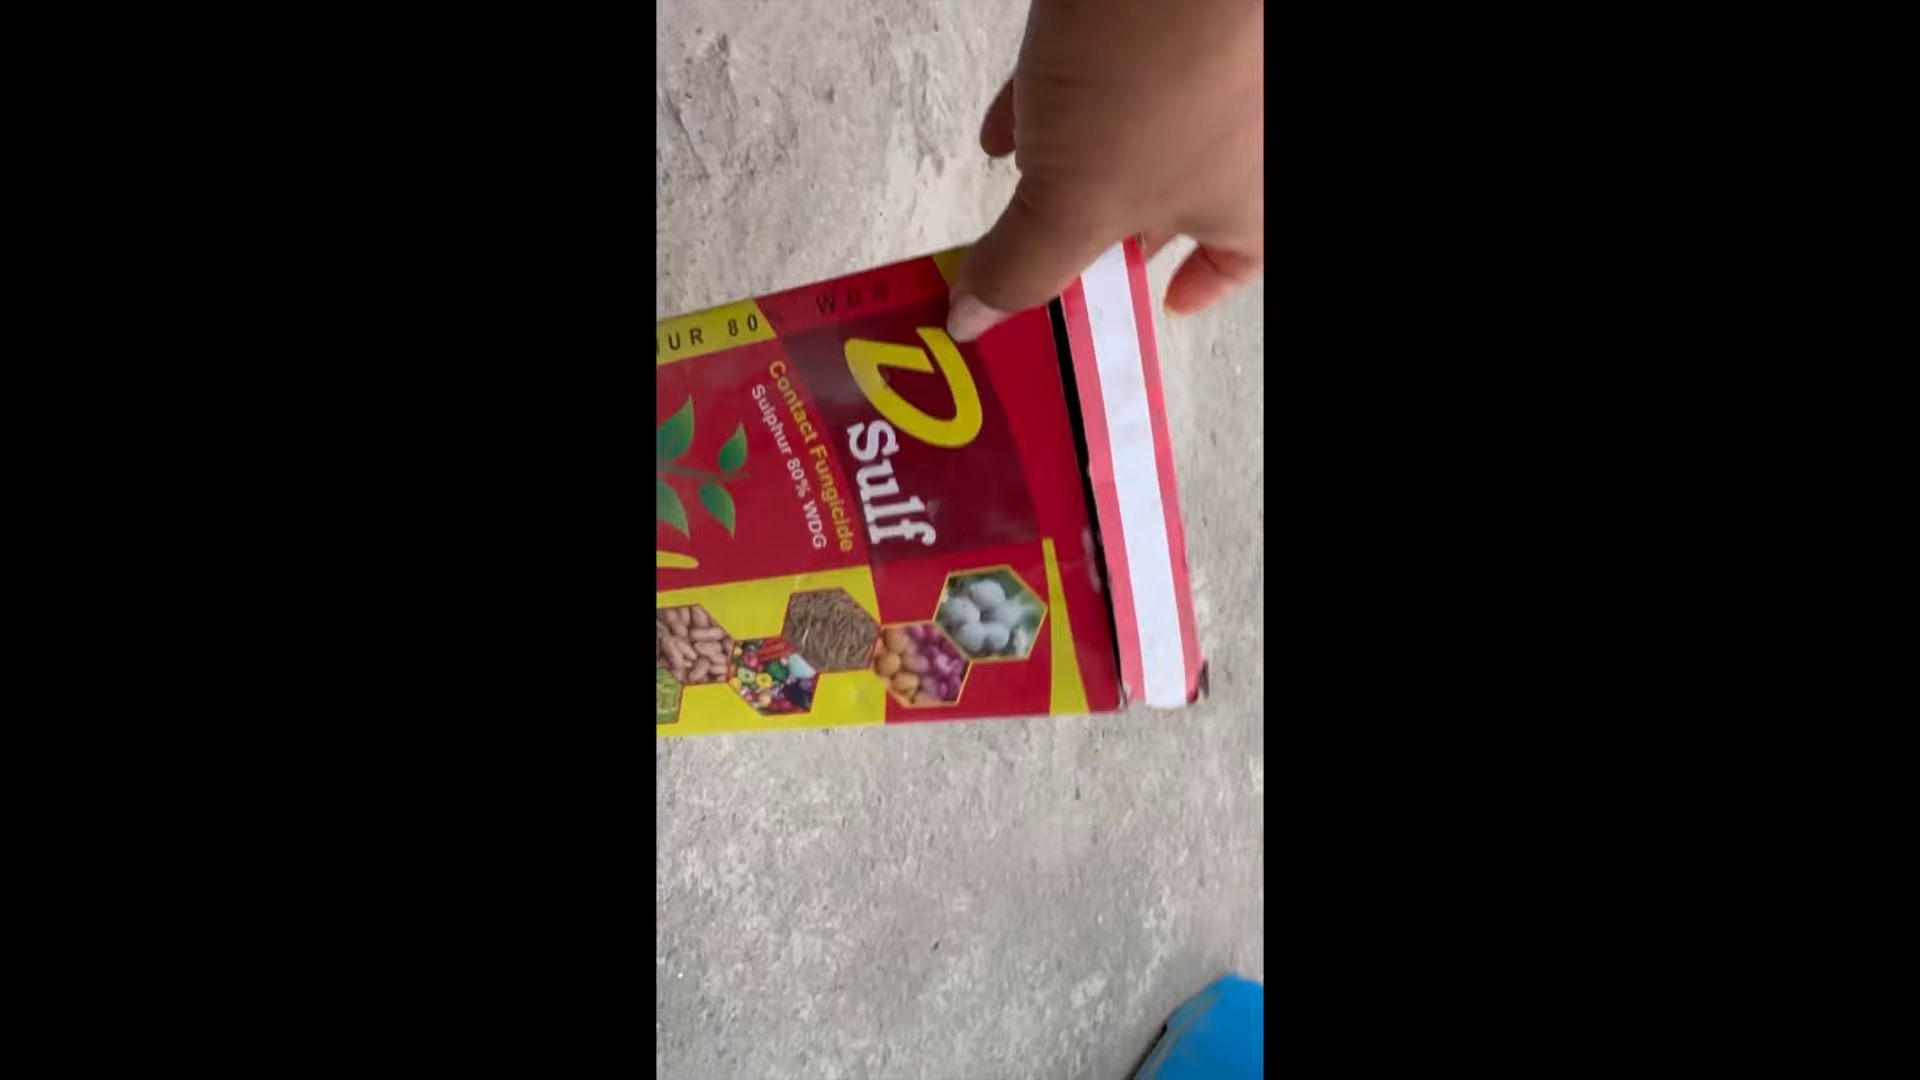 D
Sulf
Contact Fungicide
Sulphur 80% WDG
UR 80% WDG